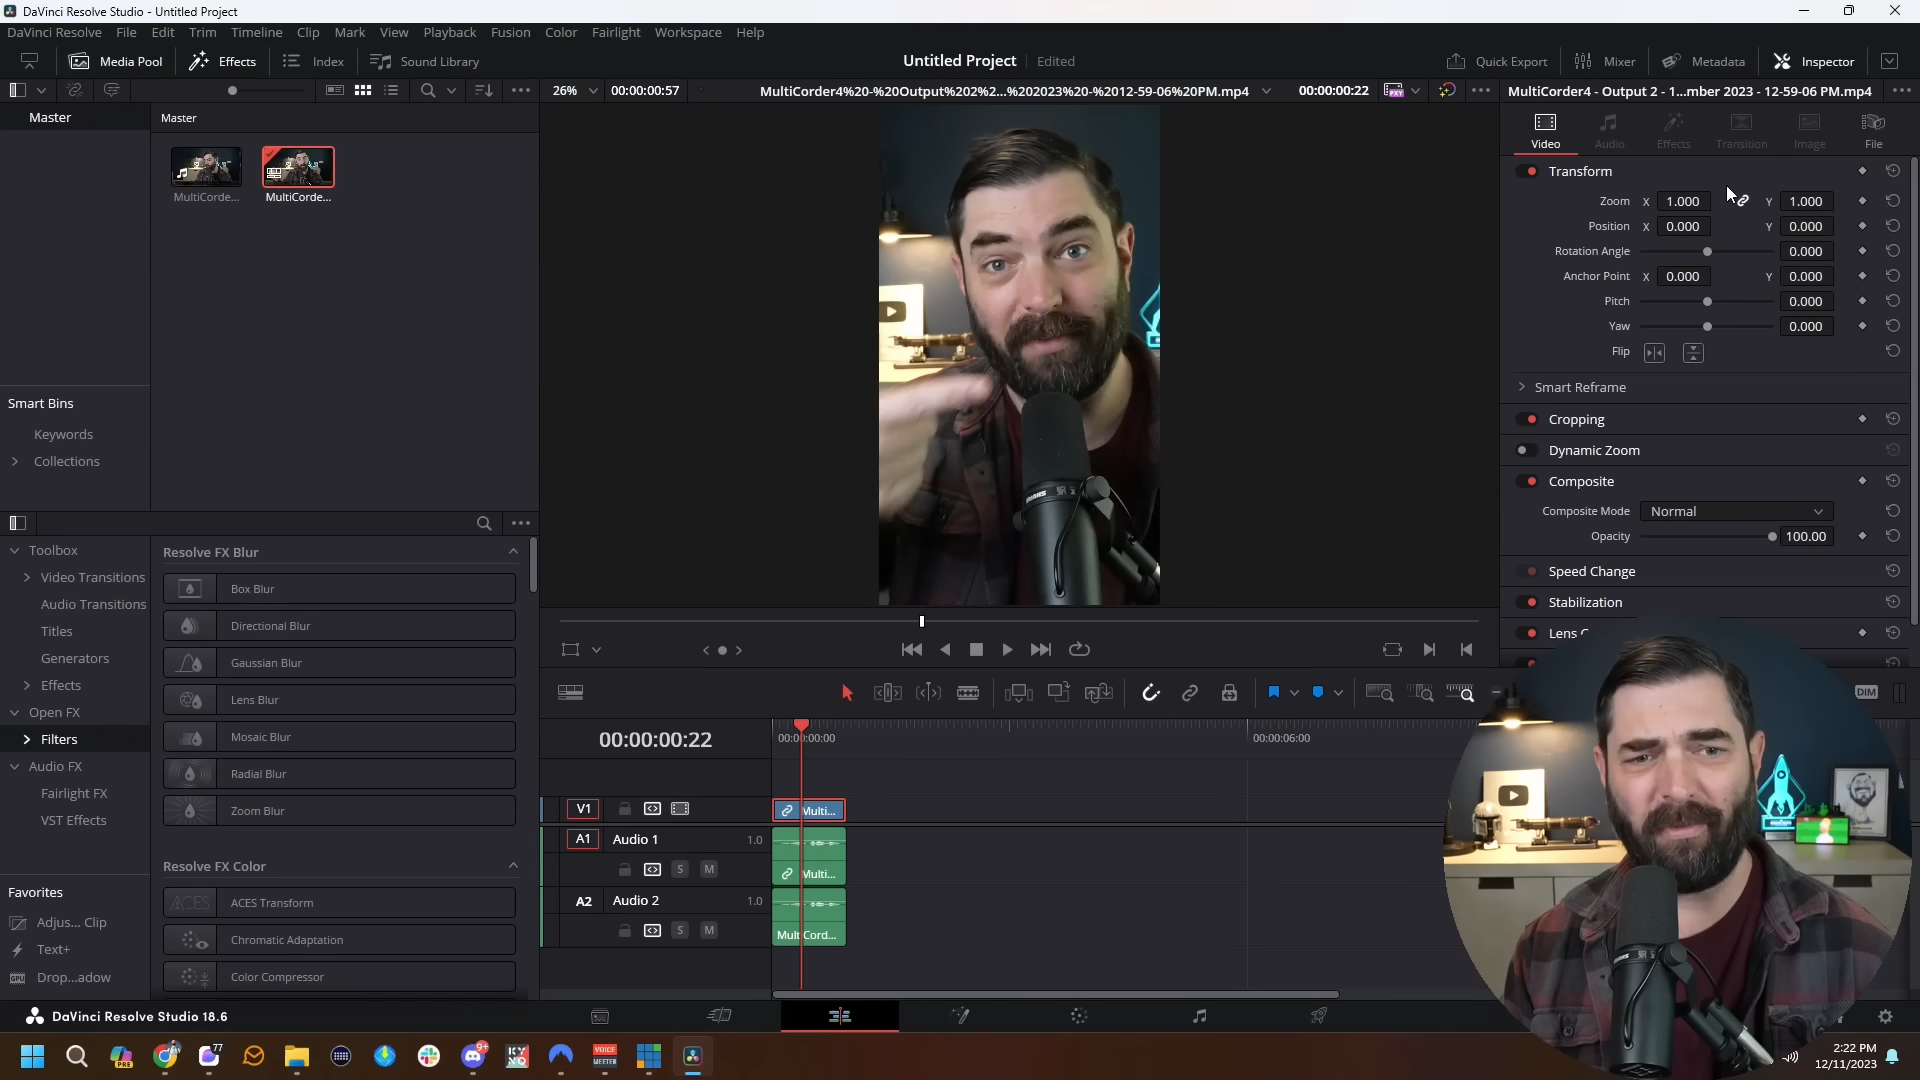 DaVinci Resolve Studio - Untitled Project
DaVinci Resolve File Edit Trim Timeline Clip Mark View Playback Fusion Color Fairlight Workspace Help
Media Pool Effects Index Sound Library Untitled Project Edited Quick Export Mixer Metadata Inspector
26% 00:00:00:57 MultiCorder4%20-%20Output%202%2...%202023%20-%2012-59-06%20PM.mp4 00:00:00:22 MultiCorder4 - Output 2 - 1...mber 2023 - 12-59-06 PM.mp4
Master
Master
MultiCorde... MultiCorde...
Smart Bins
Keywords
Collections
Video Audio Effects Transition Image File
Transform
Zoom X 1.000 Y 1.000
Position X 0.000 Y 0.000
Rotation Angle 0.000
Anchor Point X 0.000 Y 0.000
Pitch 0.000
Yaw 0.000
Flip
Smart Reframe
Cropping
Dynamic Zoom
Composite
Composite Mode Normal
Opacity 100.00
Speed Change
Stabilization
Lens C
Toolbox
Video Transitions
Audio Transitions
Titles
Generators
Effects
Open FX
Filters
Audio FX
Fairlight FX
VST Effects
Favorites
Adjus... Clip
Text+
Drop...adow
Resolve FX Blur
Box Blur
Directional Blur
Gaussian Blur
Lens Blur
Mosaic Blur
Radial Blur
Zoom Blur
Resolve FX Color
ACES ACES Transform
Chromatic Adaptation
Color Compressor
DIM
00:00:00:22 00:00:00:00 00:00:06:00
V1 Multi...
A1 Audio 1 1.0
S M Multi...
A2 Audio 2 1.0
S M MultiCord...
DaVinci Resolve Studio 18.6
PRE 77 9+ VOICE MEETER
2:22 PM
12/11/2023